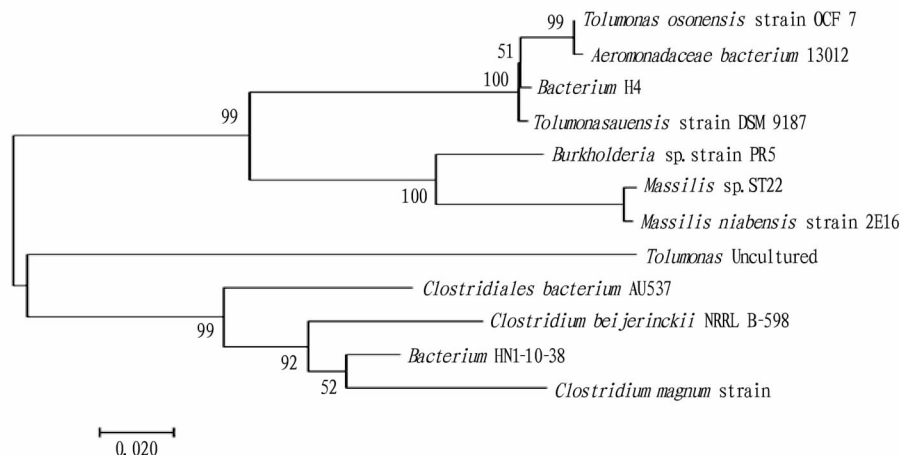 99
Tolumonas osonensis strain OCF 7
51
Aeromonadaceae bacterium 13012
100
Bacterium H4
99
Tolumonasauensis strain DSM 9187
Burkholderia sp. strain PR5
100
Massilis sp. ST22
Massilis niabensis strain 2E16
Tolumonas Uncultured
Clostridiales bacterium AU537
99
Clostridium beijerinckii NRRL B-598
92
Bacterium HN1-10-38
52
Clostridium magnum strain
0.020